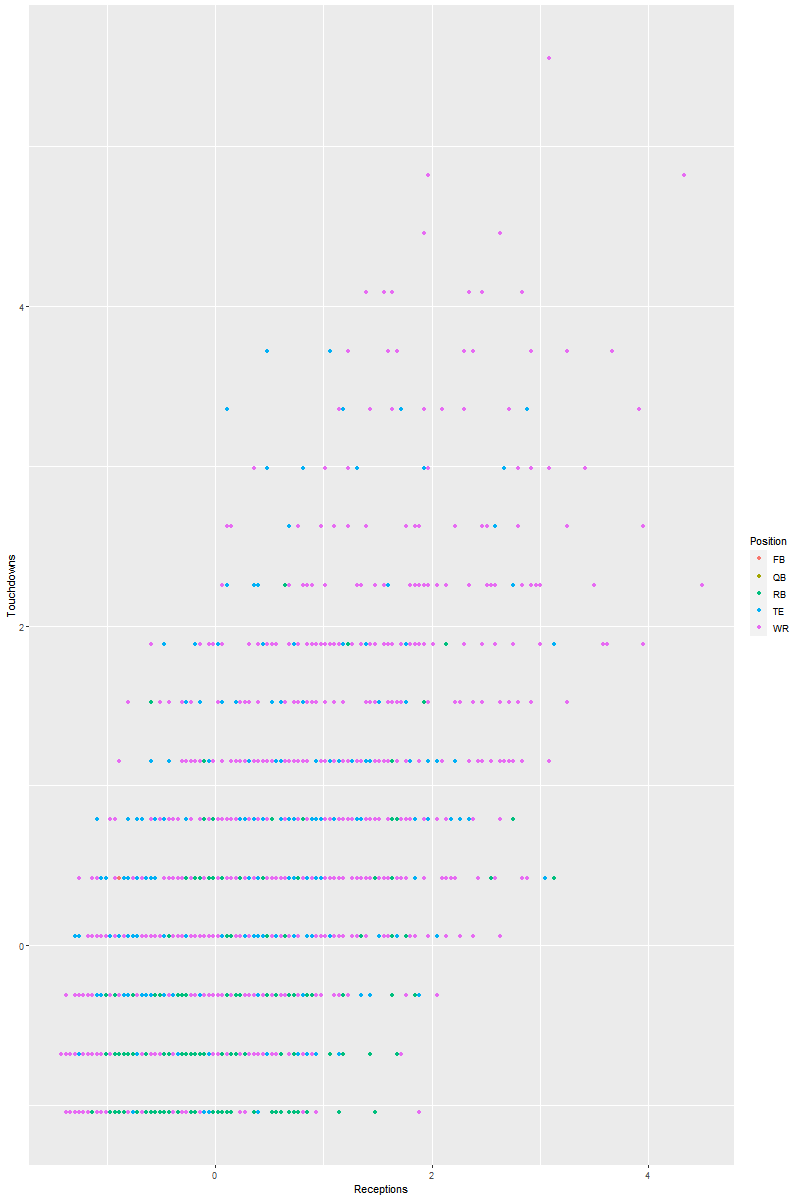 4
2
0
Touchdowns
0
2
4
Receptions
Position
FB
QB
RB
TE
WR